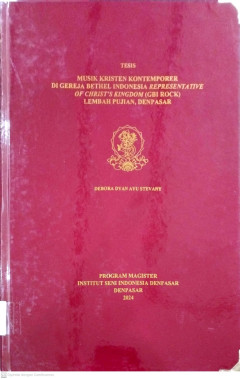 TESIS
MUSIK KRISTEN KONTEMPORER
DI GEREJA BETHEL INDONESIA REPRESENTATIVE
OF CHRIST'S KINGDOM (GBI ROCK)
LEMBAH PUJIAN, DENPASAR
DEBORA DYAH AYU STEVANY
PROGRAM MAGISTER
INSTITUT SENI INDONESIA DENPASAR
DENPASAR
2024